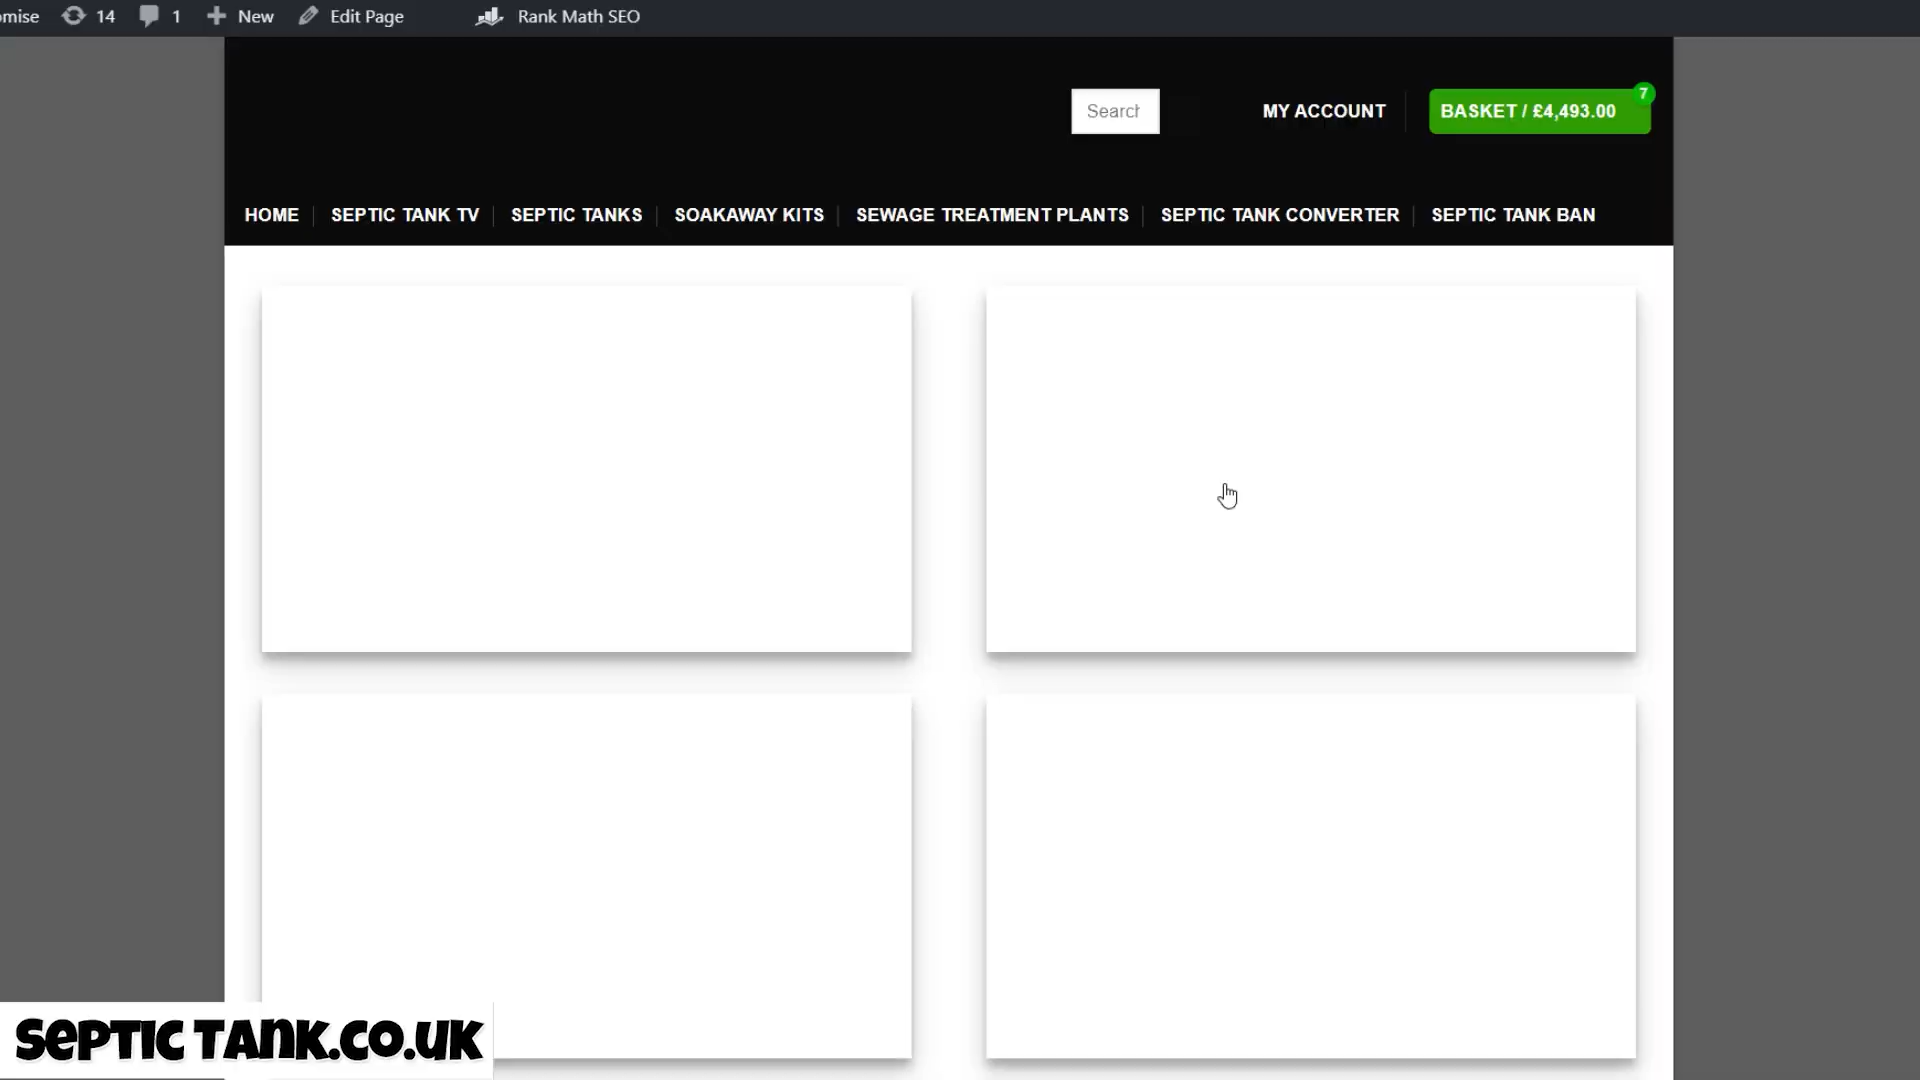 omise 14 1 New Edit Page Rank Math SEO
Search MY ACCOUNT BASKET / £4,493.00 7
HOME SEPTIC TANK TV SEPTIC TANKS SOAKAWAY KITS SEWAGE TREATMENT PLANTS SEPTIC TANK CONVERTER SEPTIC TANK BAN
SEPTIC TANK.CO.UK